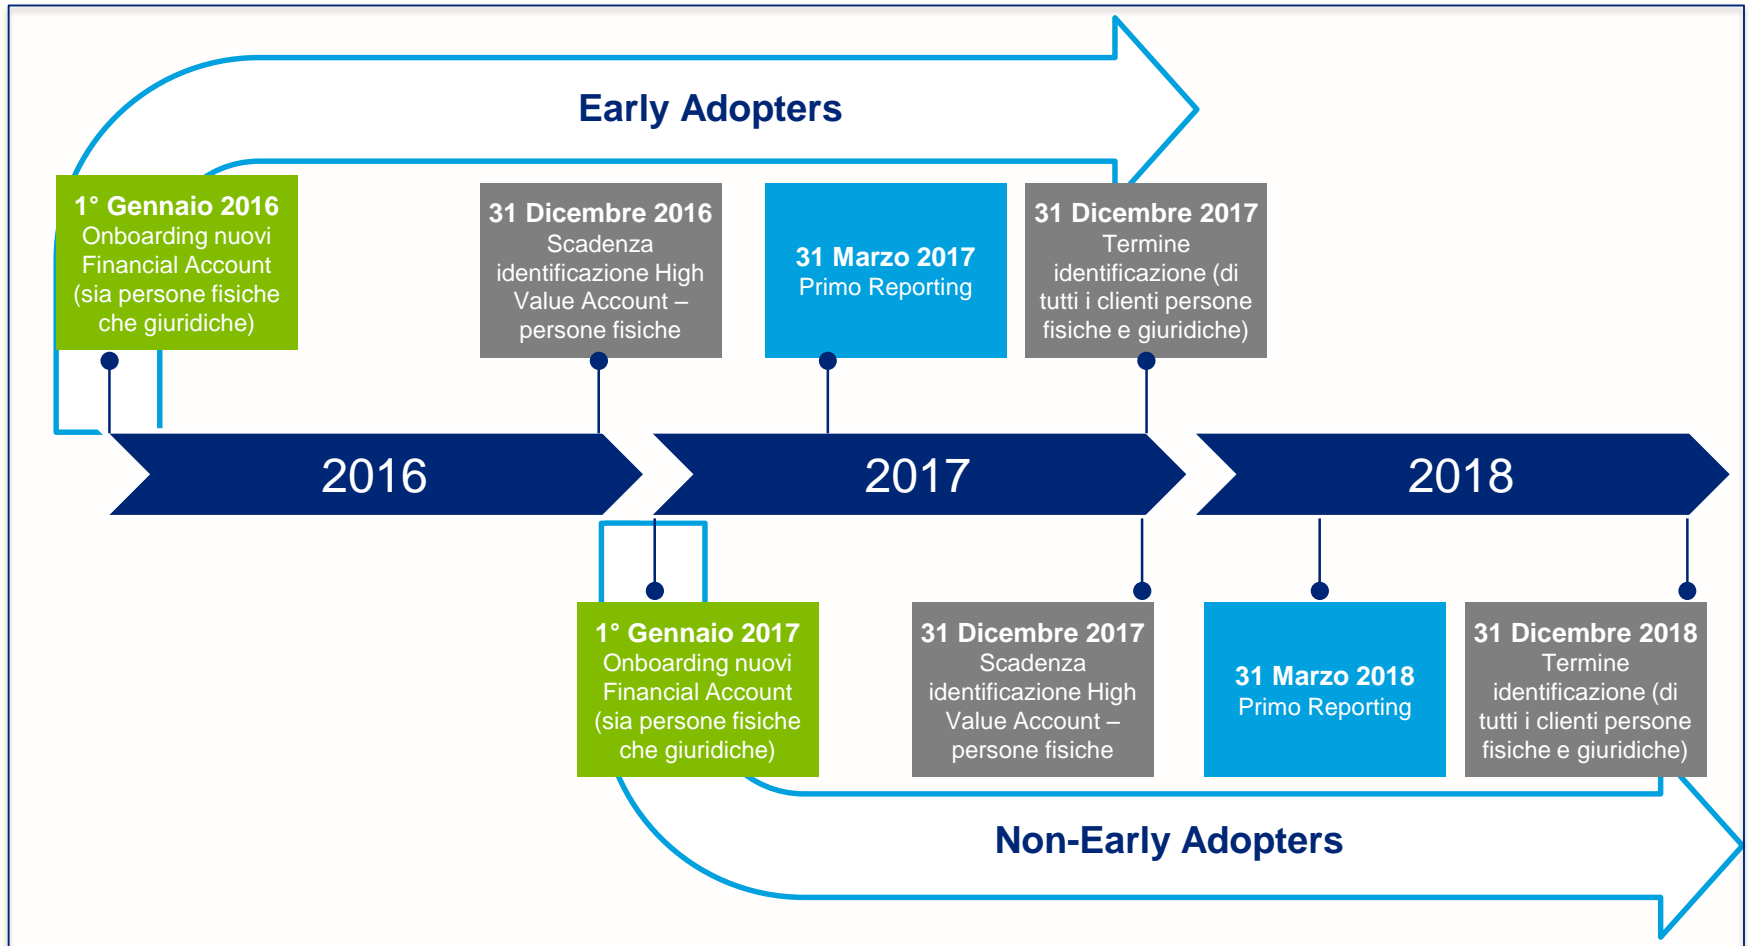 Early Adopters
1° Gennaio 2016
Onboarding nuovi
Financial Account
(sia persone fisiche
che giuridiche)
31 Dicembre 2016
Scadenza
identificazione High
Value Account –
persone fisiche
31 Marzo 2017
Primo Reporting
31 Dicembre 2017
Termine
identificazione (di
tutti i clienti persone
fisiche e giuridiche)
2016
2017
2018
1° Gennaio 2017
Onboarding nuovi
Financial Account
(sia persone fisiche
che giuridiche)
31 Dicembre 2017
Scadenza
identificazione High
Value Account –
persone fisiche
31 Marzo 2018
Primo Reporting
31 Dicembre 2018
Termine
identificazione (di
tutti i clienti persone
fisiche e giuridiche)
Non-Early Adopters